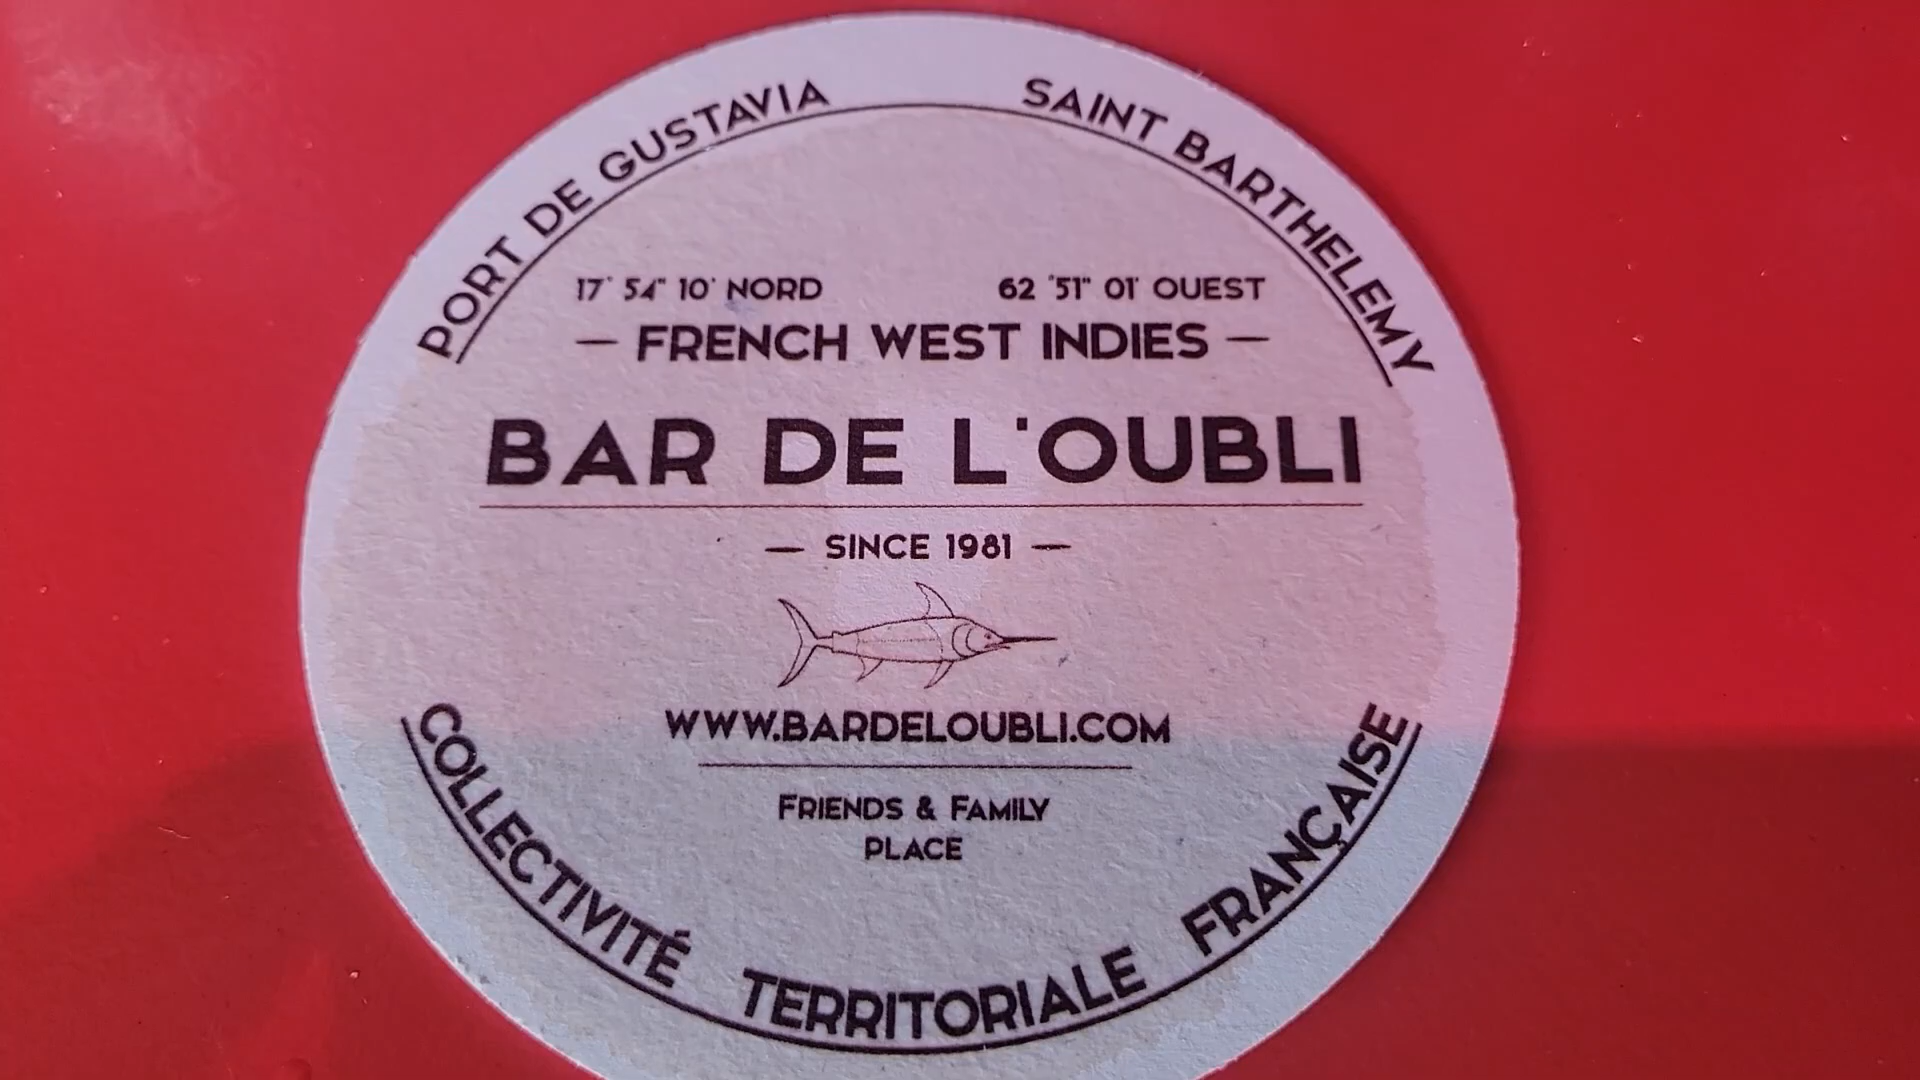 PORT DE GUSTAVIA
SAINT BARTHELEMY
17° 54" 10' NORD
62 °51" 01' OUEST
— FRENCH WEST INDIES —
BAR DE L'OUBLI
— SINCE 1981 —
WWW.BARDELOUBLI.COM
FRIENDS & FAMILY
PLACE
COLLECTIVITÉ TERRITORIALE FRANÇAISE